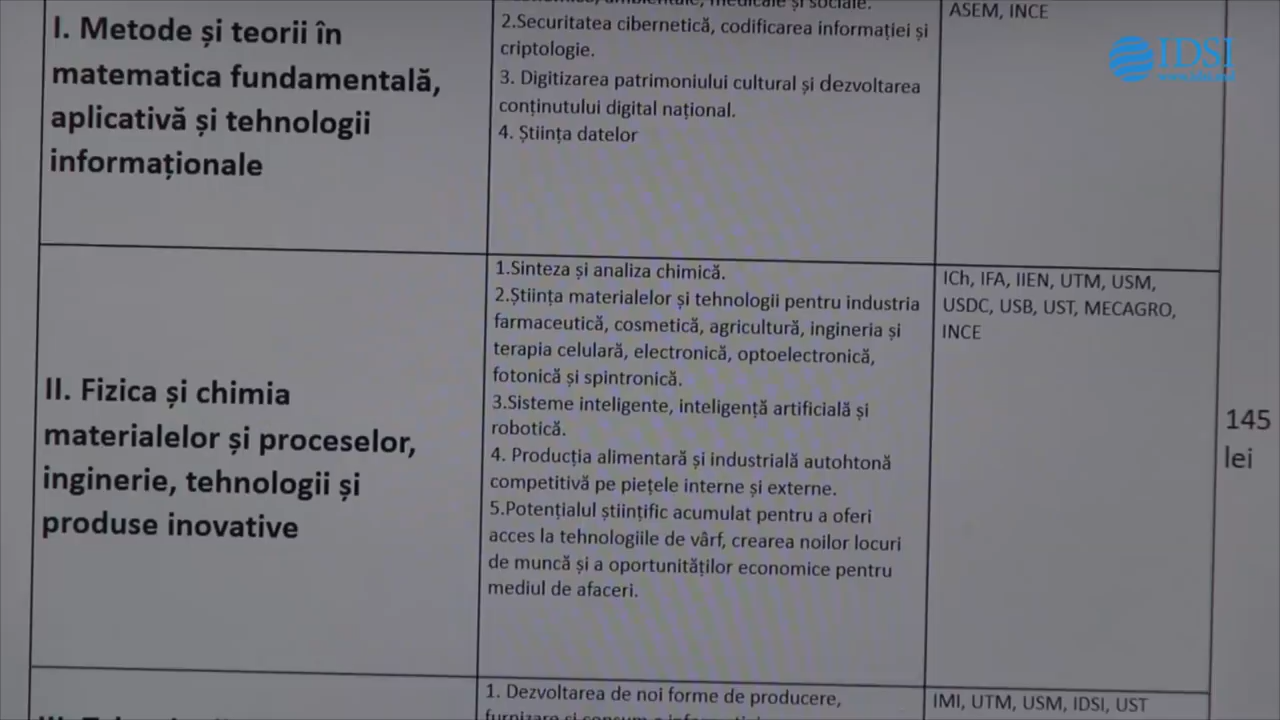 economice, ambientale, medicale și sociale.
2.Securitatea cibernetică, codificarea informației și
criptologie.
3. Digitizarea patrimoniului cultural și dezvoltarea
conținutului digital național.
4. Știința datelor
ASEM, INCE
IDSI
I. Metode și teorii în
matematica fundamentală,
aplicativă și tehnologii
informaționale
II. Fizica și chimia
materialelor și proceselor,
inginerie, tehnologii și
produse inovative
1.Sinteza și analiza chimică.
2.Știința materialelor și tehnologii pentru industria
farmaceutică, cosmetică, agricultură, ingineria și
terapia celulară, electronică, optoelectronică,
fotonică și spintronică.
3.Sisteme inteligente, inteligență artificială și
robotică.
4. Producția alimentară și industrială autohtonă
competitivă pe piețele interne și externe.
5.Potențialul științific acumulat pentru a oferi
acces la tehnologiile de vârf, crearea noilor locuri
de muncă și a oportunităților economice pentru
mediul de afaceri.
ICh, IFA, IIEN, UTM, USM,
USDC, USB, UST, MECAGRO,
INCE
145
lei
1. Dezvoltarea de noi forme de producere,
IMI, UTM, USM, IDSI, UST